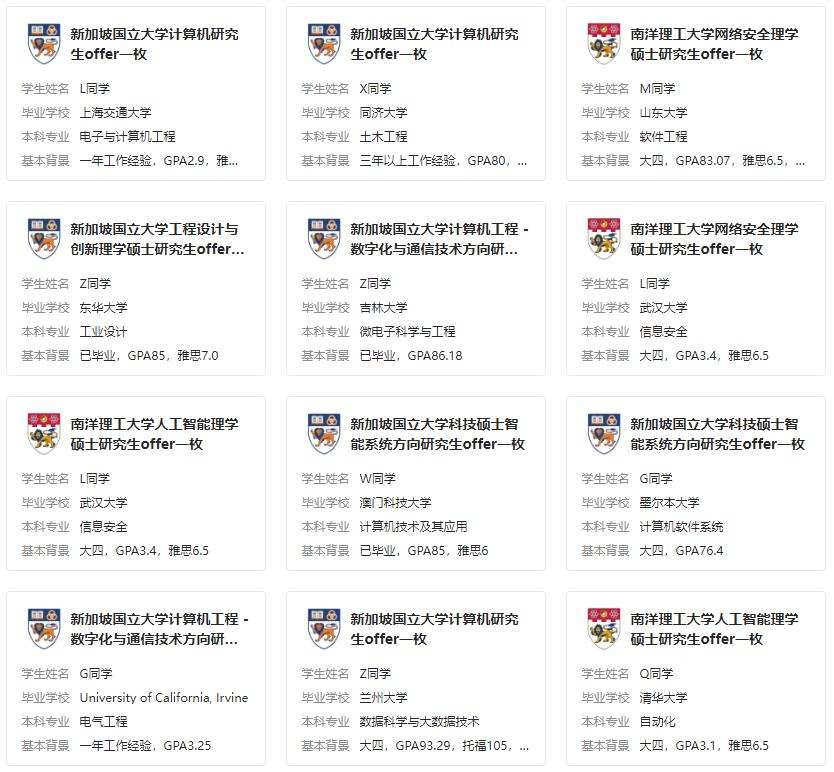 新加坡国立大学计算机研究
生offer一枚
学生姓名 L同学
毕业学校 上海交通大学
本科专业 电子与计算机工程
基本背景 一年工作经验，GPA2.9，雅...
新加坡国立大学计算机研究
生offer一枚
学生姓名 X同学
毕业学校 同济大学
本科专业 土木工程
基本背景 三年以上工作经验，GPA80，...
南洋理工大学网络安全理学
硕士研究生offer一枚
学生姓名 M同学
毕业学校 山东大学
本科专业 软件工程
基本背景 大四，GPA83.07，雅思6.5，...
新加坡国立大学工程设计与
创新理学硕士研究生offer...
学生姓名 Z同学
毕业学校 东华大学
本科专业 工业设计
基本背景 已毕业，GPA85，雅思7.0
新加坡国立大学计算机工程 -
数字化与通信技术方向研...
学生姓名 Z同学
毕业学校 吉林大学
本科专业 微电子科学与工程
基本背景 已毕业，GPA86.18
南洋理工大学网络安全理学
硕士研究生offer一枚
学生姓名 L同学
毕业学校 武汉大学
本科专业 信息安全
基本背景 大四，GPA3.4，雅思6.5
南洋理工大学人工智能理学
硕士研究生offer一枚
学生姓名 L同学
毕业学校 武汉大学
本科专业 信息安全
基本背景 大四，GPA3.4，雅思6.5
新加坡国立大学科技硕士智
能系统方向研究生offer一枚
学生姓名 W同学
毕业学校 澳门科技大学
本科专业 计算机技术及其应用
基本背景 已毕业，GPA85，雅思6
新加坡国立大学科技硕士智
能系统方向研究生offer一枚
学生姓名 G同学
毕业学校 墨尔本大学
本科专业 计算机软件系统
基本背景 大四，GPA76.4
新加坡国立大学计算机工程 -
数字化与通信技术方向研...
学生姓名 G同学
毕业学校 University of California, Irvine
本科专业 电气工程
基本背景 一年工作经验，GPA3.25
新加坡国立大学计算机研究
生offer一枚
学生姓名 Z同学
毕业学校 兰州大学
本科专业 数据科学与大数据技术
基本背景 大四，GPA93.29，托福105，...
南洋理工大学人工智能理学
硕士研究生offer一枚
学生姓名 Q同学
毕业学校 清华大学
本科专业 自动化
基本背景 大四，GPA3.1，雅思6.5